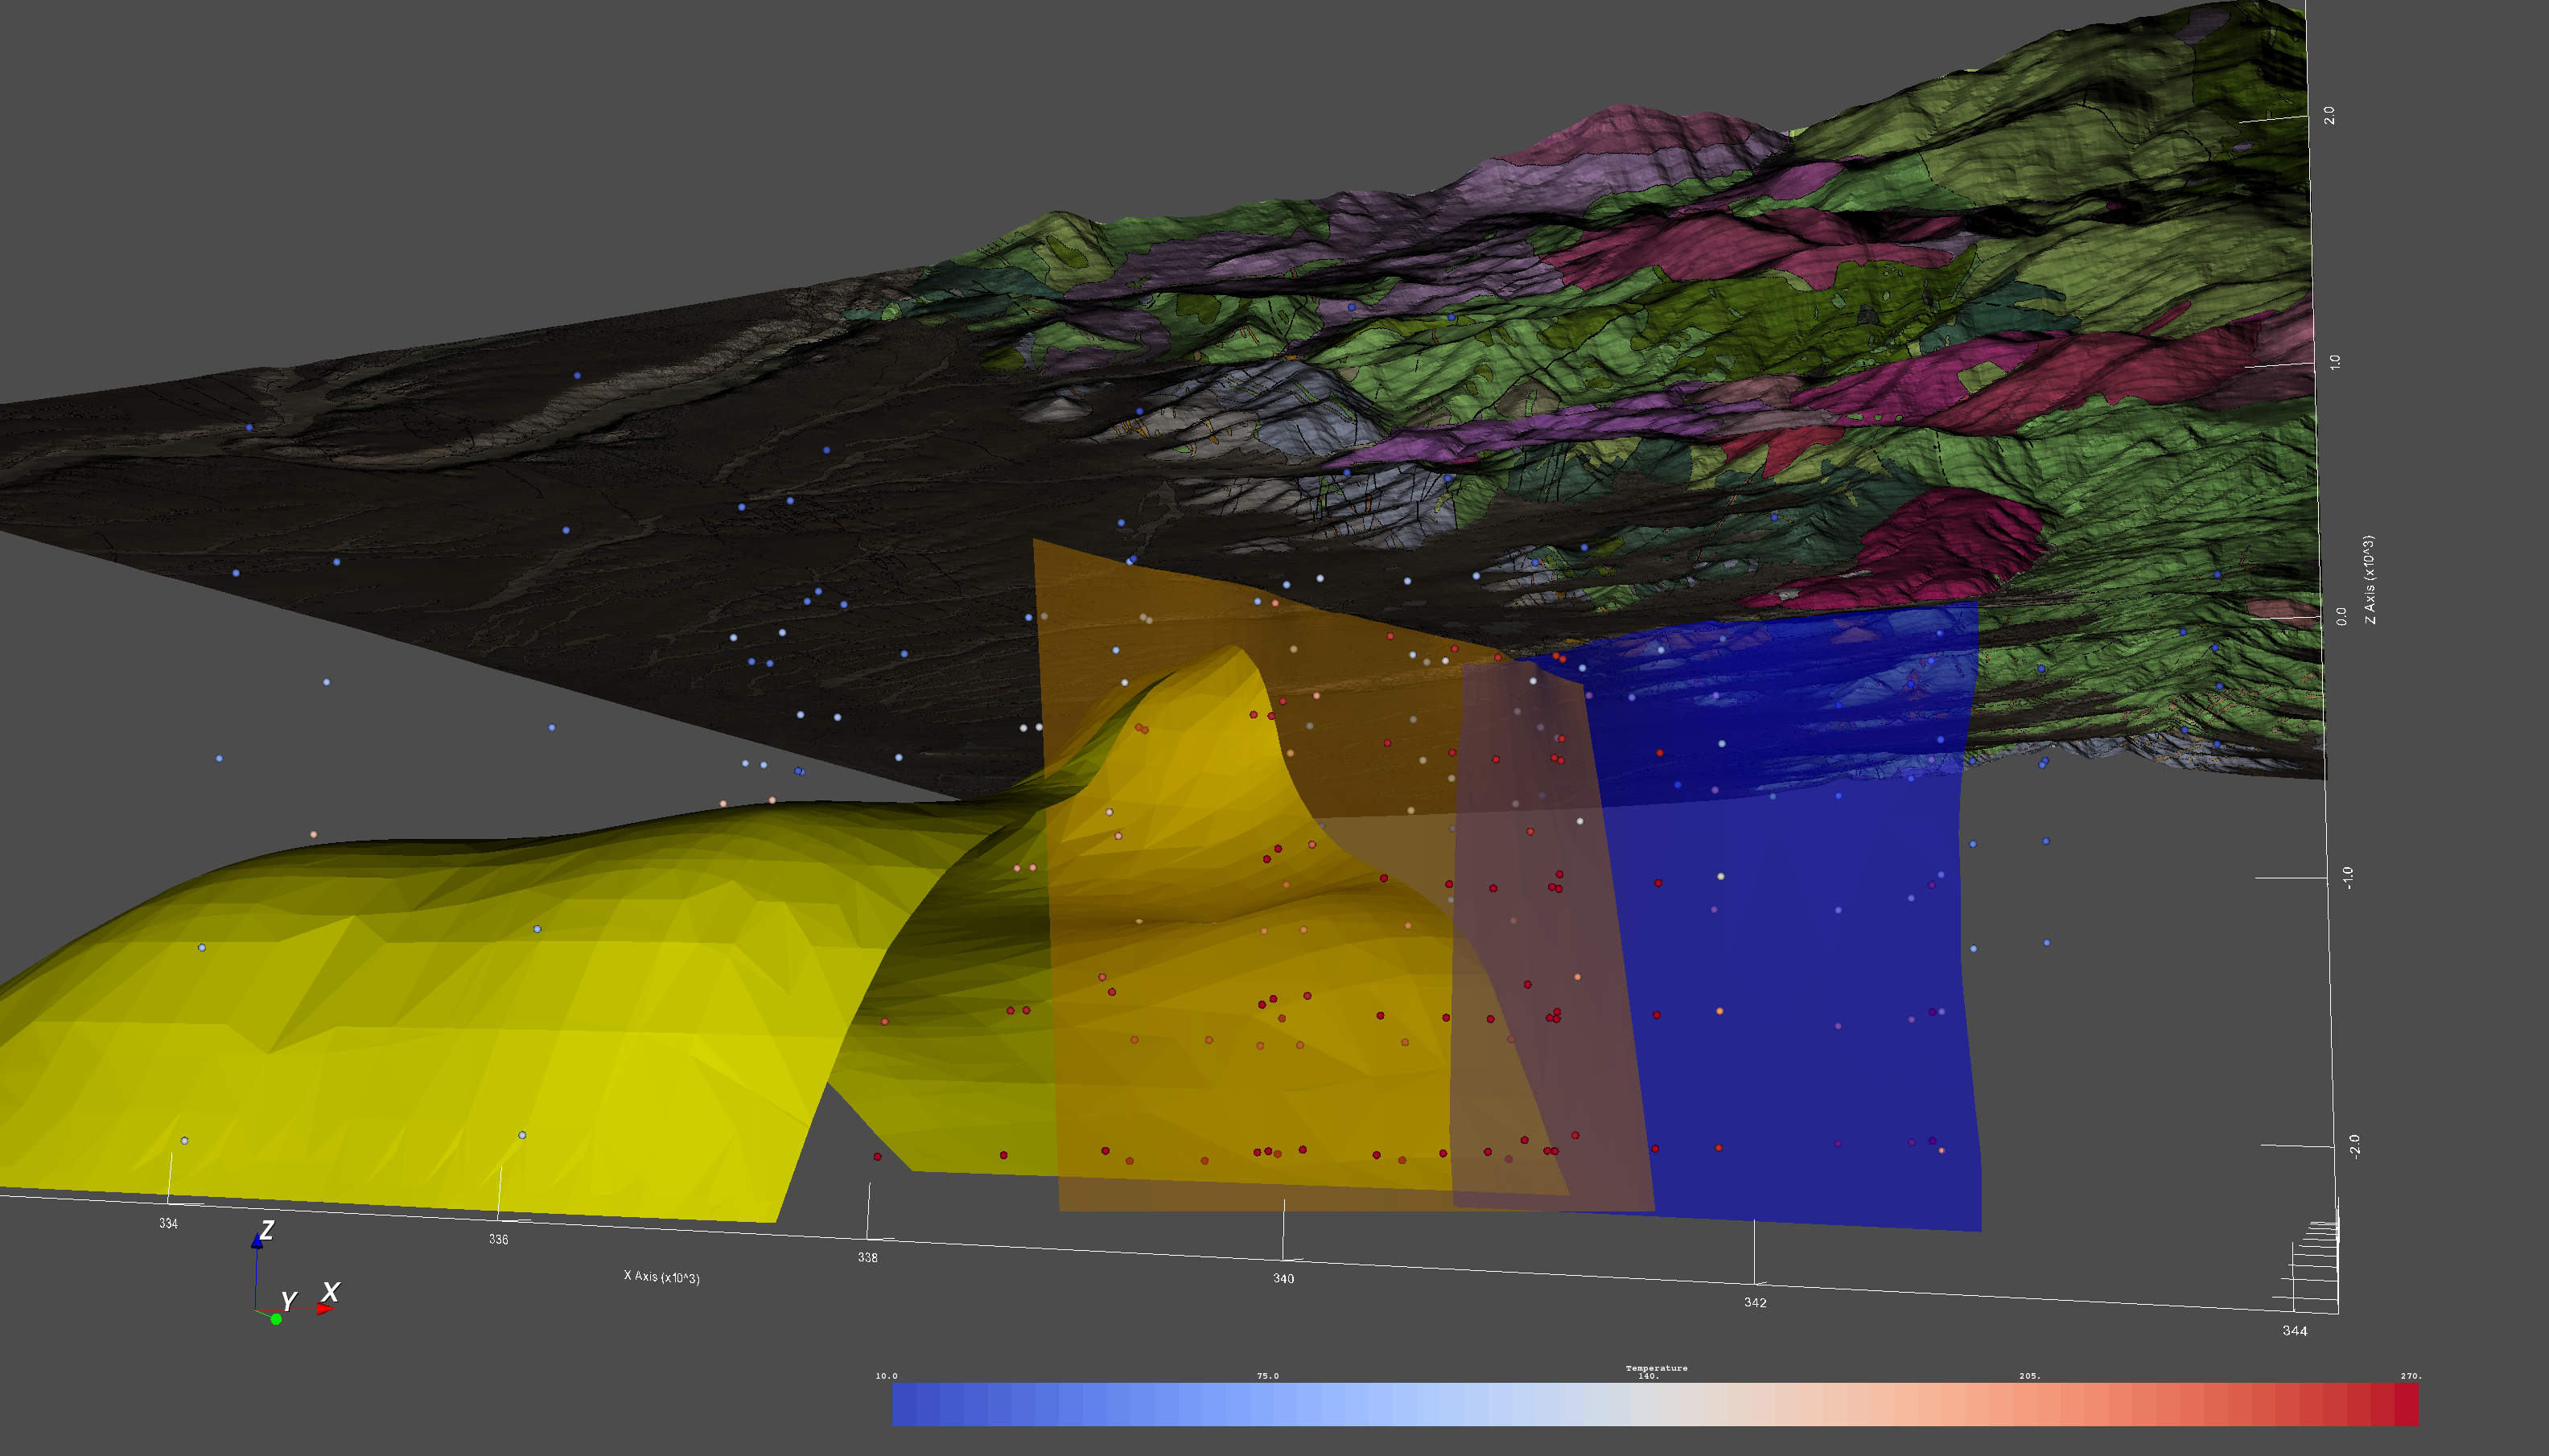 2.0
1.0
0.0
Z Axis (x10^3)
-1.0
-2.0
334
336
338
340
342
344
X Axis (x10^3)
Z
Y
X
Temperature
10.0
75.0
140.
205.
270.